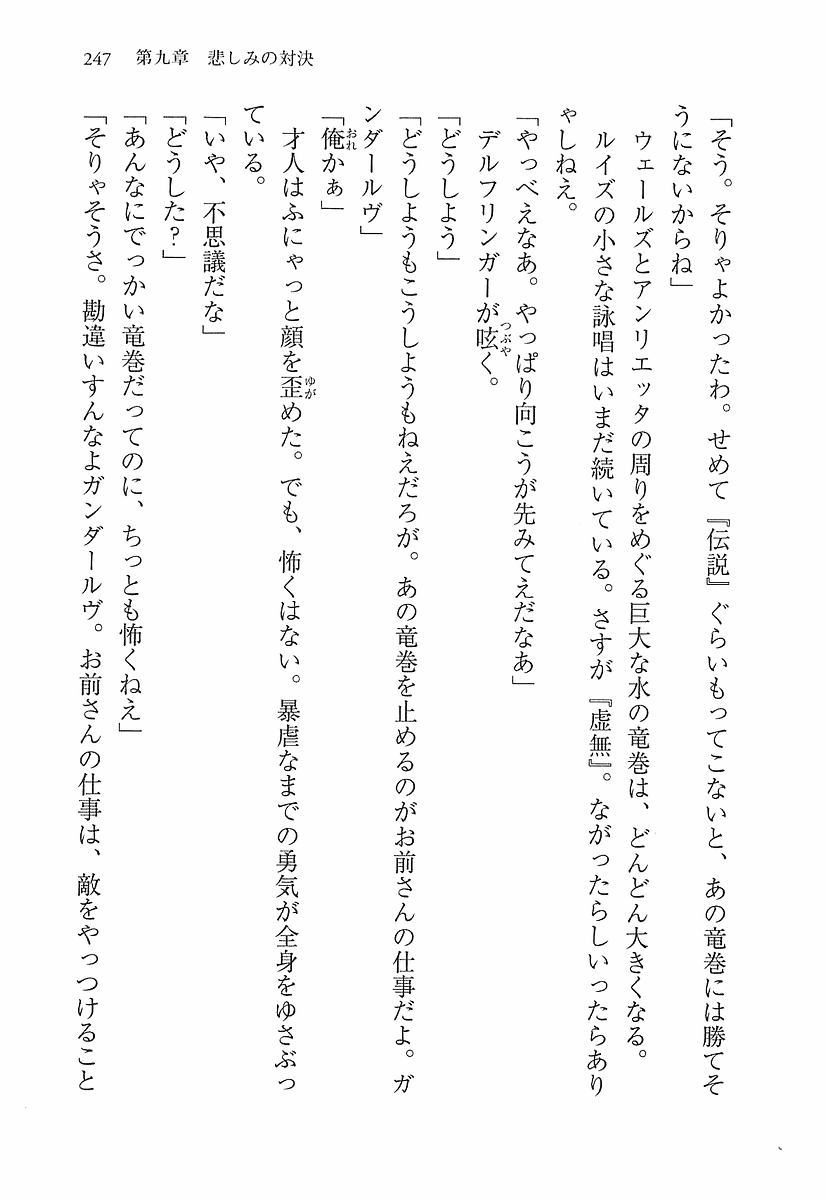 247　第九章　悲しみの対決
「そう。そりゃよかったわ。せめて『伝説』ぐらいもってこないと、あの竜巻には勝てそ
うにないからね」
　ウェールズとアンリエッタの周りをめぐる巨大な水の竜巻は、どんどん大きくなる。
　ルイズの小さな詠唱はいまだ続いている。さすが『虚無』。ながったらしいったらあり
ゃしねえ。
「やっべえなあ。やっぱり向こうが先みてえだなあ」
　デルフリンガーが呟く。
「どうしよう」
「どうしようもこうしようもねえだろが。あの竜巻を止めるのがお前さんの仕事だよ。ガ
ンダールヴ」
「俺かぁ」
　才人はふにゃっと顔を歪めた。でも、怖くはない。暴虐なまでの勇気が全身をゆさぶっ
ている。
「いや、不思議だな」
「どうした？」
「あんなにでっかい竜巻だってのに、ちっとも怖くねえ」
「そりゃそうさ。勘違いすんなよガンダールヴ。お前さんの仕事は、敵をやっつけること